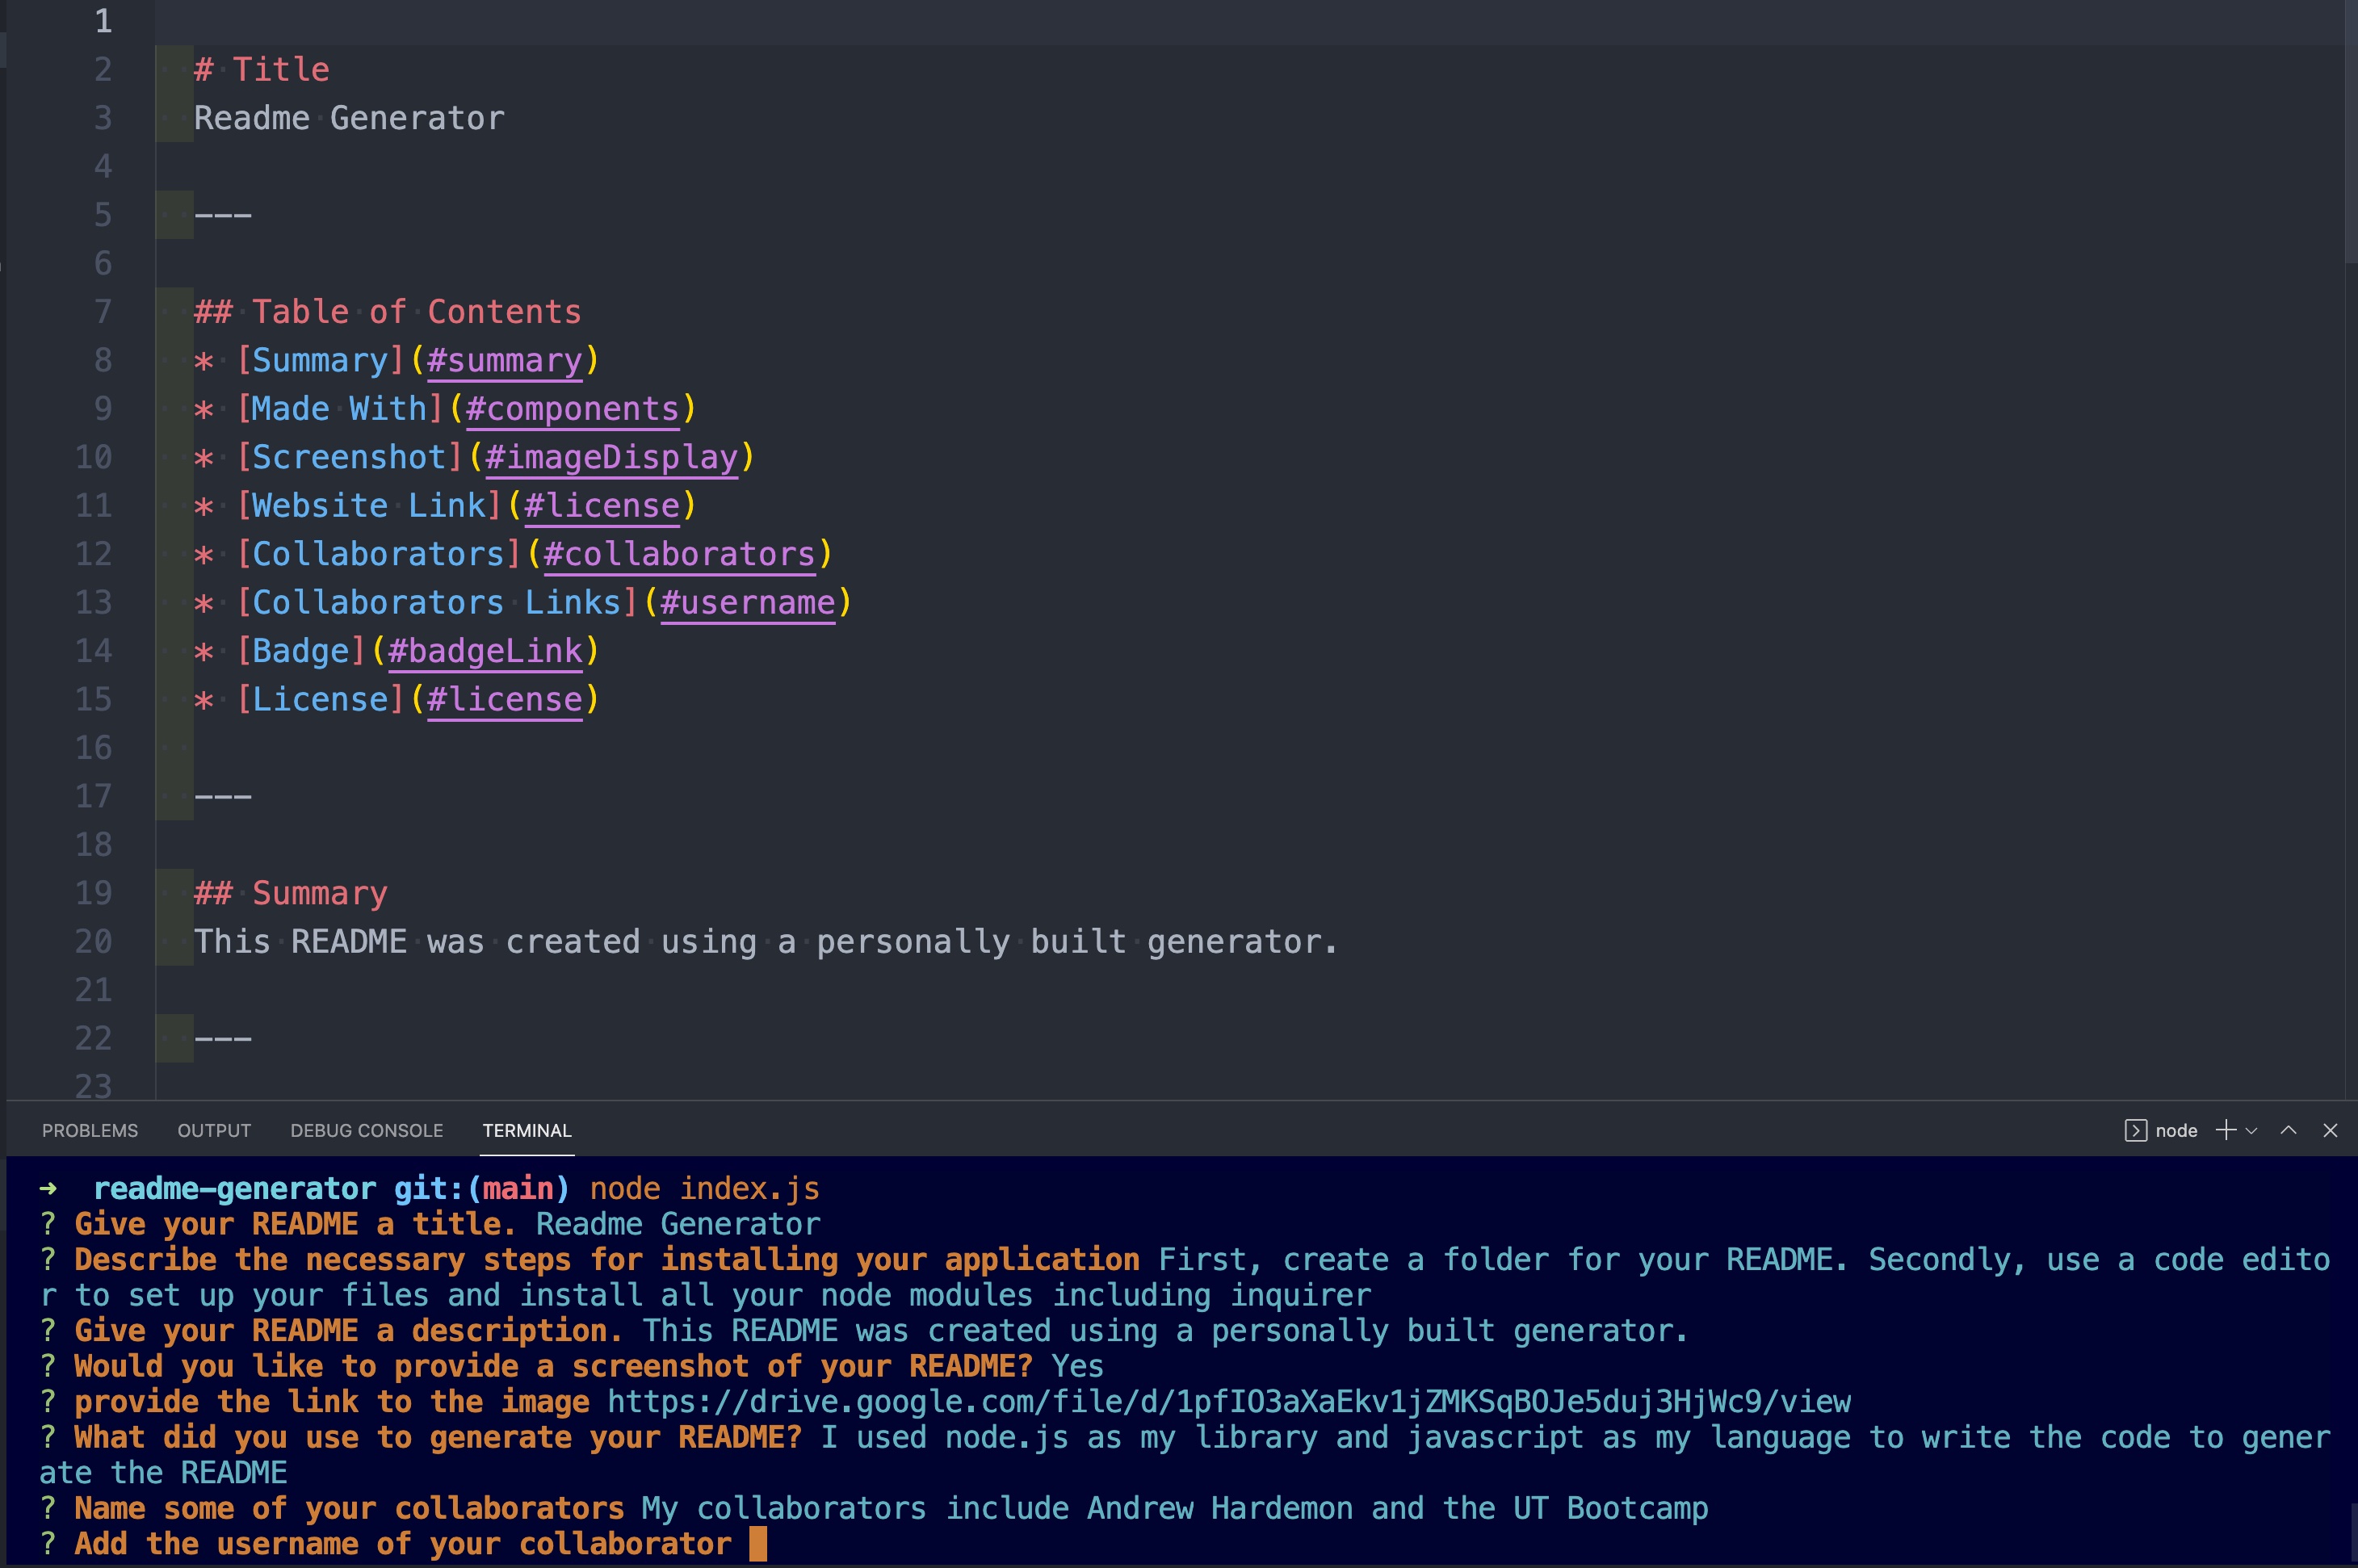 1
2 # Title
3 Readme Generator
4
5 ---
6
7 ## Table of Contents
8 * [Summary](#summary)
9 * [Made With](#components)
10 * [Screenshot](#imageDisplay)
11 * [Website Link](#license)
12 * [Collaborators](#collaborators)
13 * [Collaborators Links](#username)
14 * [Badge](#badgeLink)
15 * [License](#license)
16
17 ---
18
19 ## Summary
20 This README was created using a personally built generator.
21
22 ---
23
PROBLEMS OUTPUT DEBUG CONSOLE TERMINAL node
→ readme-generator git:(main) node index.js
? Give your README a title. Readme Generator
? Describe the necessary steps for installing your application First, create a folder for your README. Secondly, use a code edito
r to set up your files and install all your node modules including inquirer
? Give your README a description. This README was created using a personally built generator.
? Would you like to provide a screenshot of your README? Yes
? provide the link to the image https://drive.google.com/file/d/1pfIO3aXaEkv1jZMKSqBOJe5duj3HjWc9/view
? What did you use to generate your README? I used node.js as my library and javascript as my language to write the code to gener
ate the README
? Name some of your collaborators My collaborators include Andrew Hardemon and the UT Bootcamp
? Add the username of your collaborator